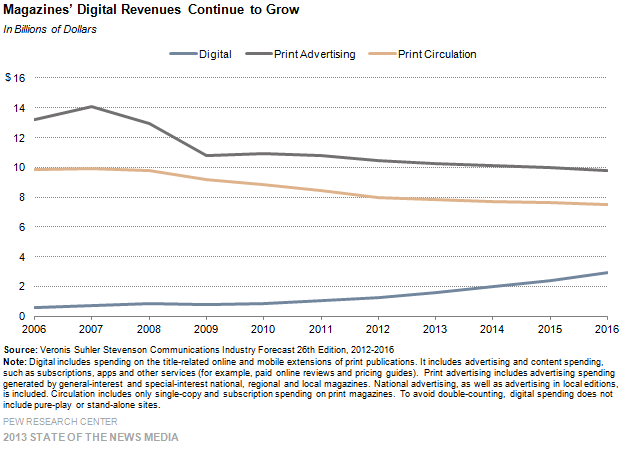 Magazines' Digital Revenues Continue to Grow
In Billions of Dollars
Digital Print Advertising Print Circulation
$ 16
14
12
10
8
6
4
2
0
2006 2007 2008 2009 2010 2011 2012 2013 2014 2015 2016
Source: Veronis Suhler Stevenson Communications Industry Forecast 26th Edition, 2012-2016
Note: Digital includes spending on the title-related online and mobile extensions of print publications. It includes advertising and content spending,
such as subscriptions, apps and other services (for example, paid online reviews and pricing guides). Print advertising includes advertising spending
generated by general-interest and special-interest national, regional and local magazines. National advertising, as well as advertising in local editions,
is included. Circulation includes only single-copy and subscription spending on print magazines. To avoid double-counting, digital spending does not
include pure-play or stand-alone sites.
PEW RESEARCH CENTER
2013 STATE OF THE NEWS MEDIA